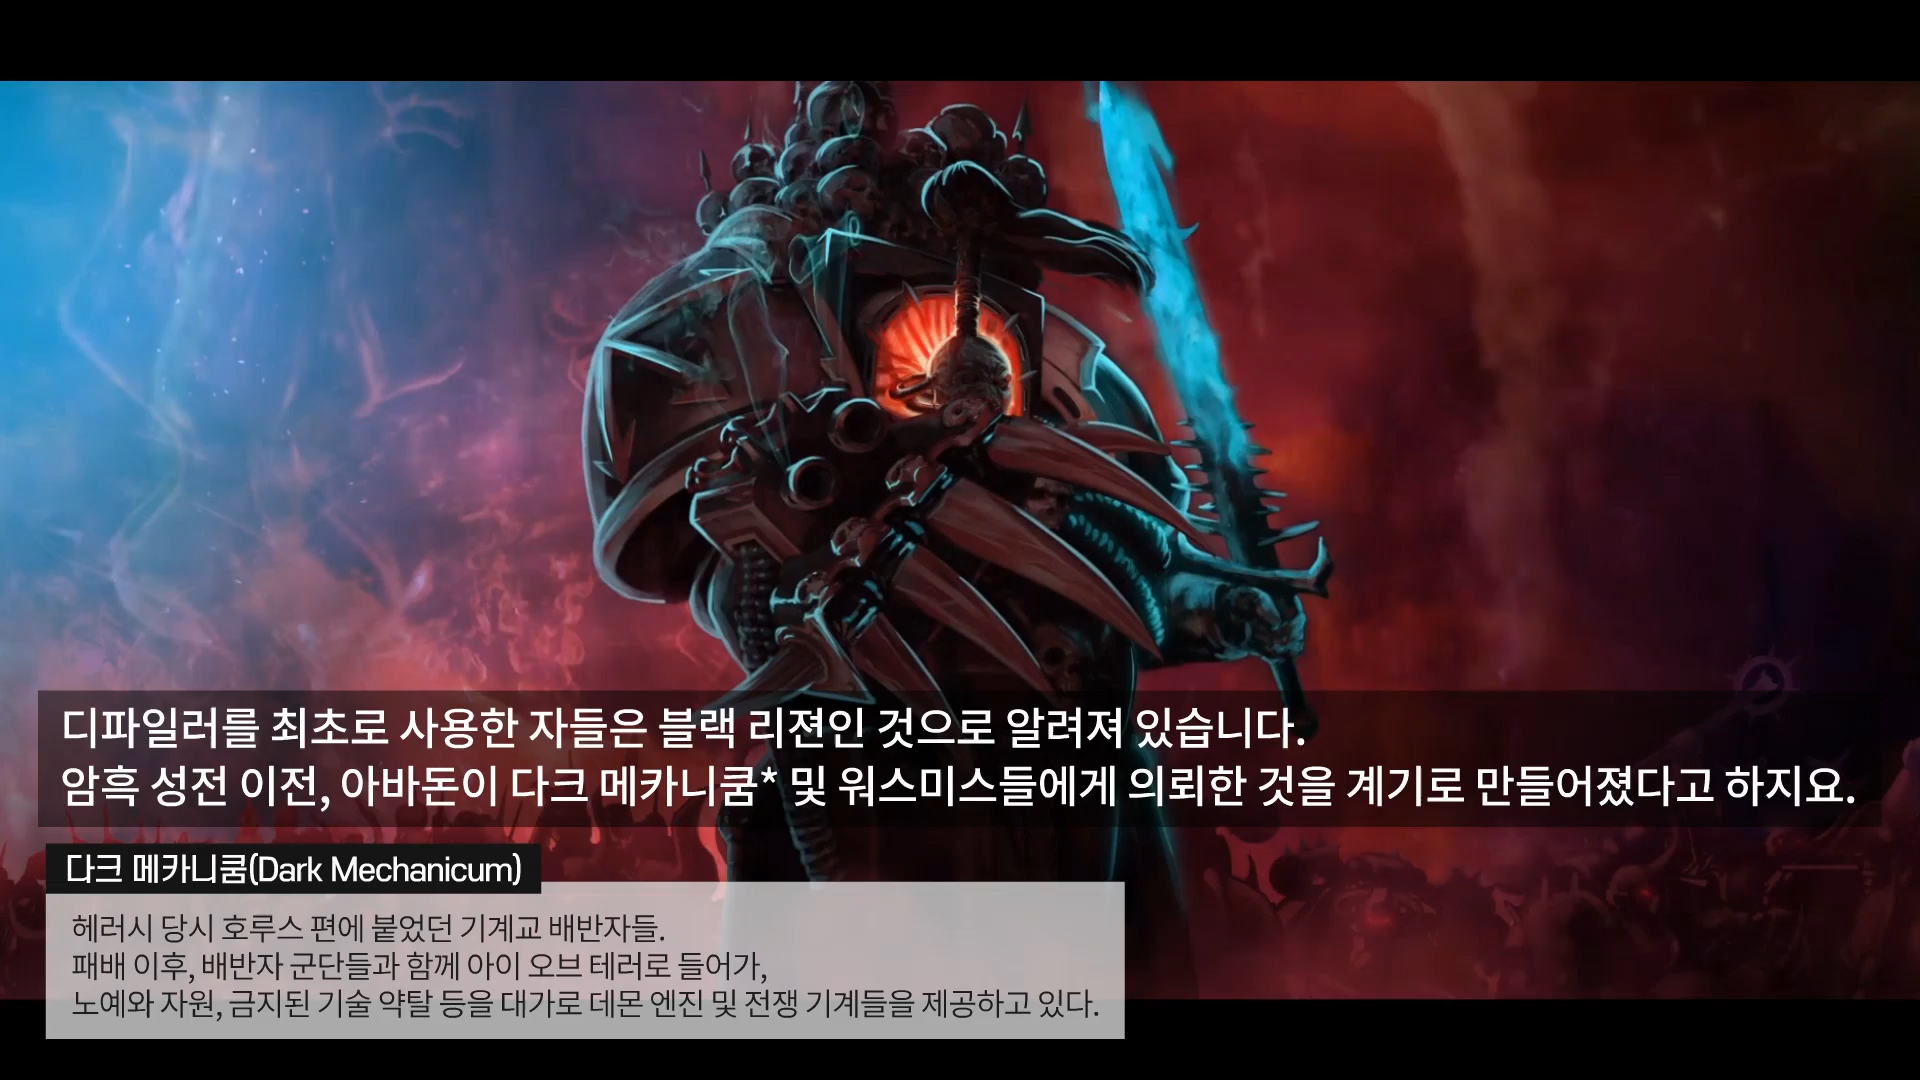 디파일러를 최초로 사용한 자들은 블랙 리젼인 것으로 알려져 있습니다.
암흑 성전 이전, 아바돈이 다크 메카니쿰* 및 워스미스들에게 의뢰한 것을 계기로 만들어졌다고 하지요.
다크 메카니쿰(Dark Mechanicum)
헤러시 당시 호루스 편에 붙었던 기계교 배반자들.
패배 이후, 배반자 군단들과 함께 아이 오브 테러로 들어가,
노예와 자원, 금지된 기술 약탈 등을 대가로 데몬 엔진 및 전쟁 기계들을 제공하고 있다.